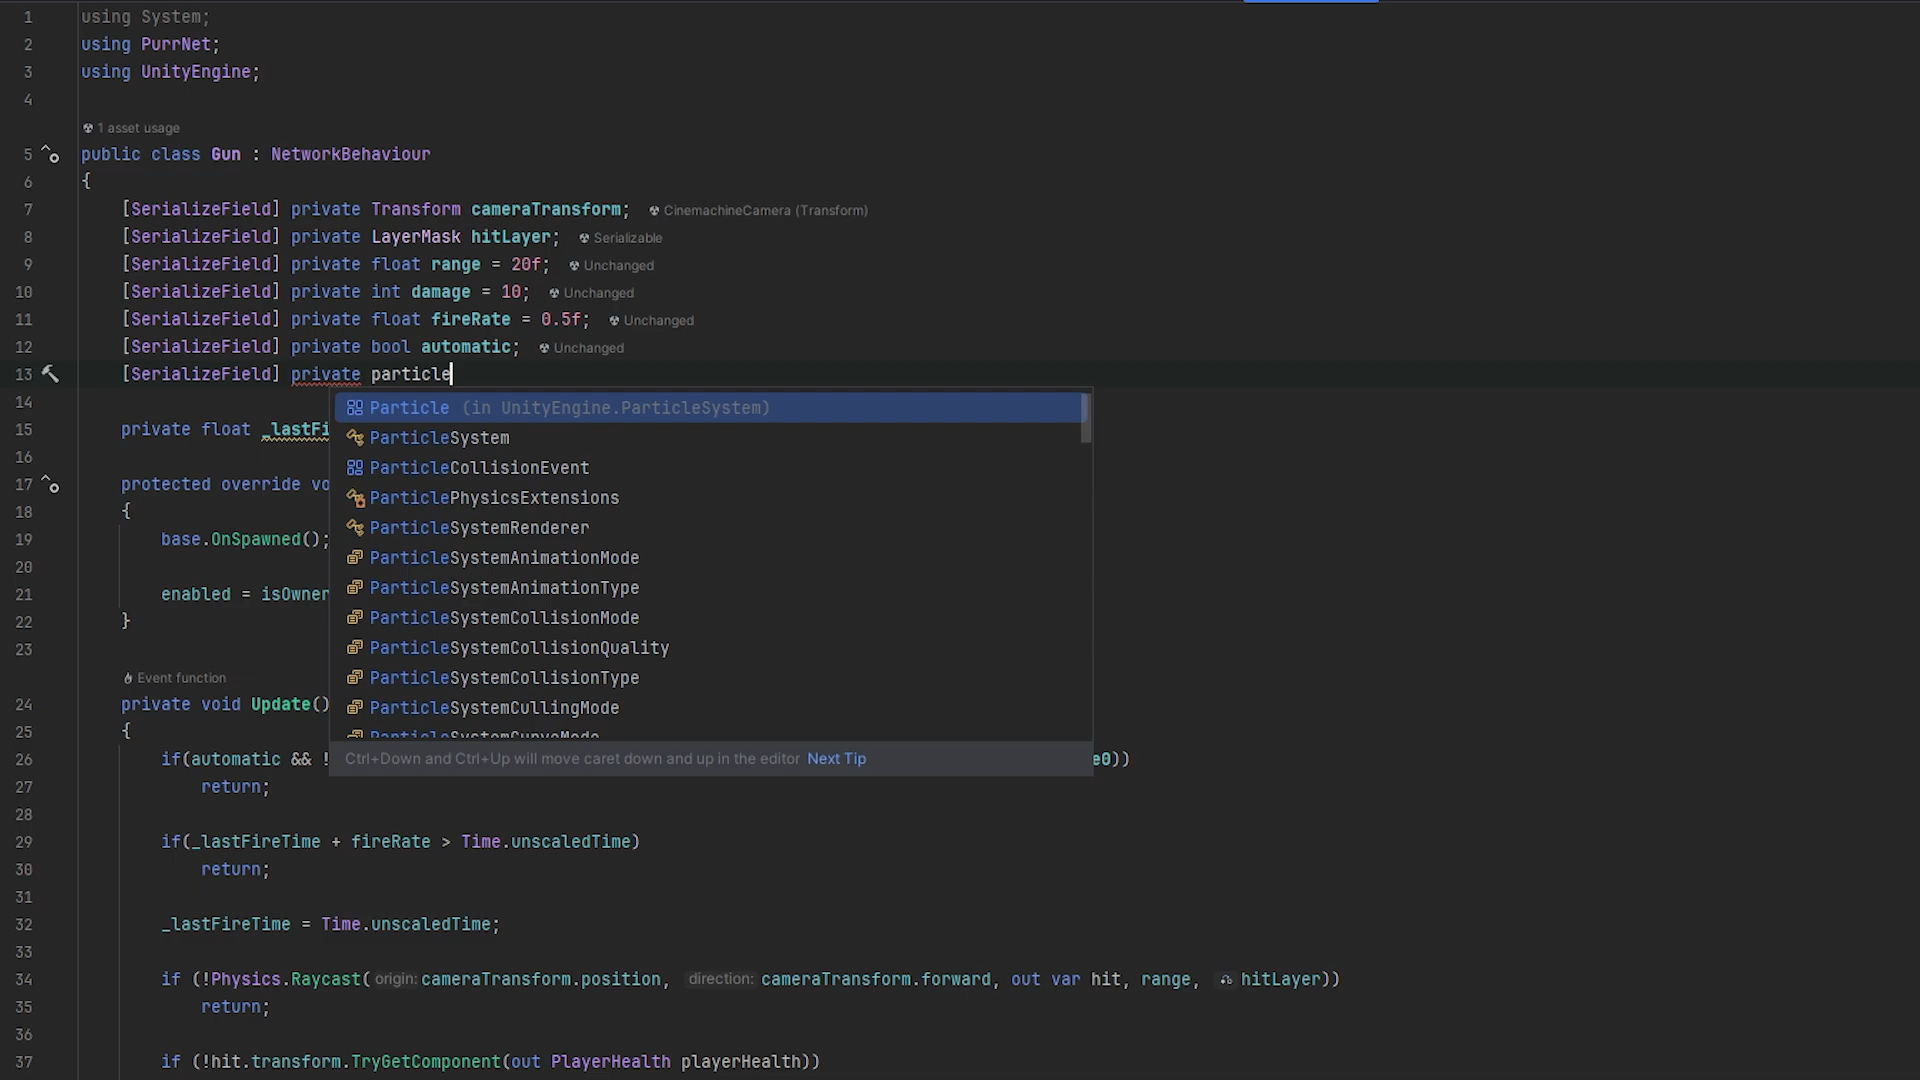 1 using System;
2 using PurrNet;
3 using UnityEngine;
4
1 asset usage
5 public class Gun : NetworkBehaviour
6 {
7 [SerializeField] private Transform cameraTransform; CinemachineCamera (Transform)
8 [SerializeField] private LayerMask hitLayer; Serializable
9 [SerializeField] private float range = 20f; Unchanged
10 [SerializeField] private int damage = 10; Unchanged
11 [SerializeField] private float fireRate = 0.5f; Unchanged
12 [SerializeField] private bool automatic; Unchanged
13 [SerializeField] private particle
14 Particle (in UnityEngine.ParticleSystem)
15 private float _lastFi ParticleSystem
16 ParticleCollisionEvent
17 protected override vo ParticlePhysicsExtensions
18 { ParticleSystemRenderer
19 base.OnSpawned(); ParticleSystemAnimationMode
20 ParticleSystemAnimationType
21 enabled = isOwner ParticleSystemCollisionMode
22 }
23 ParticleSystemCollisionQuality
Event function ParticleSystemCollisionType
24 private void Update() ParticleSystemCullingMode
25 { ParticleSystemCurveMode
26 if(automatic && ! Ctrl+Down and Ctrl+Up will move caret down and up in the editor Next Tip e0))
27 return;
28
29 if(_lastFireTime + fireRate > Time.unscaledTime)
30 return;
31
32 _lastFireTime = Time.unscaledTime;
33
34 if (!Physics.Raycast( origin: cameraTransform.position, direction: cameraTransform.forward, out var hit, range, hitLayer))
35 return;
36
37 if (!hit.transform.TryGetComponent(out PlayerHealth playerHealth))